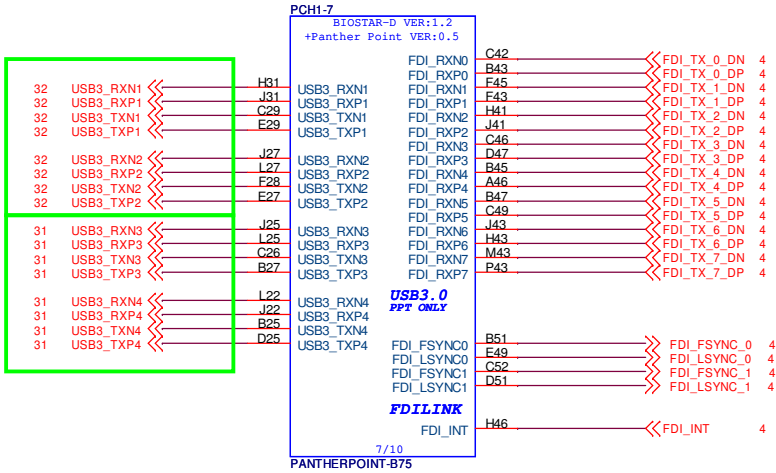 PCH1-7
BIOSTAR-D VER:1.2
+Panther Point VER:0.5
32 USB3_RXN1 H31 USB3_RXN1
32 USB3_RXP1 J31 USB3_RXP1
32 USB3_TXN1 C29 USB3_TXN1
32 USB3_TXP1 E29 USB3_TXP1
32 USB3_RXN2 J27 USB3_RXN2
32 USB3_RXP2 L27 USB3_RXP2
32 USB3_TXN2 F28 USB3_TXN2
32 USB3_TXP2 E27 USB3_TXP2
31 USB3_RXN3 J25 USB3_RXN3
31 USB3_RXP3 L25 USB3_RXP3
31 USB3_TXN3 C26 USB3_TXN3
31 USB3_TXP3 B27 USB3_TXP3
31 USB3_RXN4 L22 USB3_RXN4
31 USB3_RXP4 J22 USB3_RXP4
31 USB3_TXN4 B25 USB3_TXN4
31 USB3_TXP4 D25 USB3_TXP4
FDI_RXN0 C42 FDI_TX_0_DN 4
FDI_RXP0 B43 FDI_TX_0_DP 4
FDI_RXN1 F45 FDI_TX_1_DN 4
FDI_RXP1 F43 FDI_TX_1_DP 4
FDI_RXN2 H41 FDI_TX_2_DN 4
FDI_RXP2 J41 FDI_TX_2_DP 4
FDI_RXN3 C46 FDI_TX_3_DN 4
FDI_RXP3 D47 FDI_TX_3_DP 4
FDI_RXN4 B45 FDI_TX_4_DN 4
FDI_RXP4 A46 FDI_TX_4_DP 4
FDI_RXN5 B47 FDI_TX_5_DN 4
FDI_RXP5 C49 FDI_TX_5_DP 4
FDI_RXN6 J43 FDI_TX_6_DN 4
FDI_RXP6 H43 FDI_TX_6_DP 4
FDI_RXN7 M43 FDI_TX_7_DN 4
FDI_RXP7 P43 FDI_TX_7_DP 4
USB3.0
PPT ONLY
FDI_FSYNC0 B51 FDI_FSYNC_0 4
FDI_LSYNC0 E49 FDI_LSYNC_0 4
FDI_FSYNC1 C52 FDI_FSYNC_1 4
FDI_LSYNC1 D51 FDI_LSYNC_1 4
FDILINK
FDI_INT H46 FDI_INT 4
7/10
PANTHERPOINT-B75